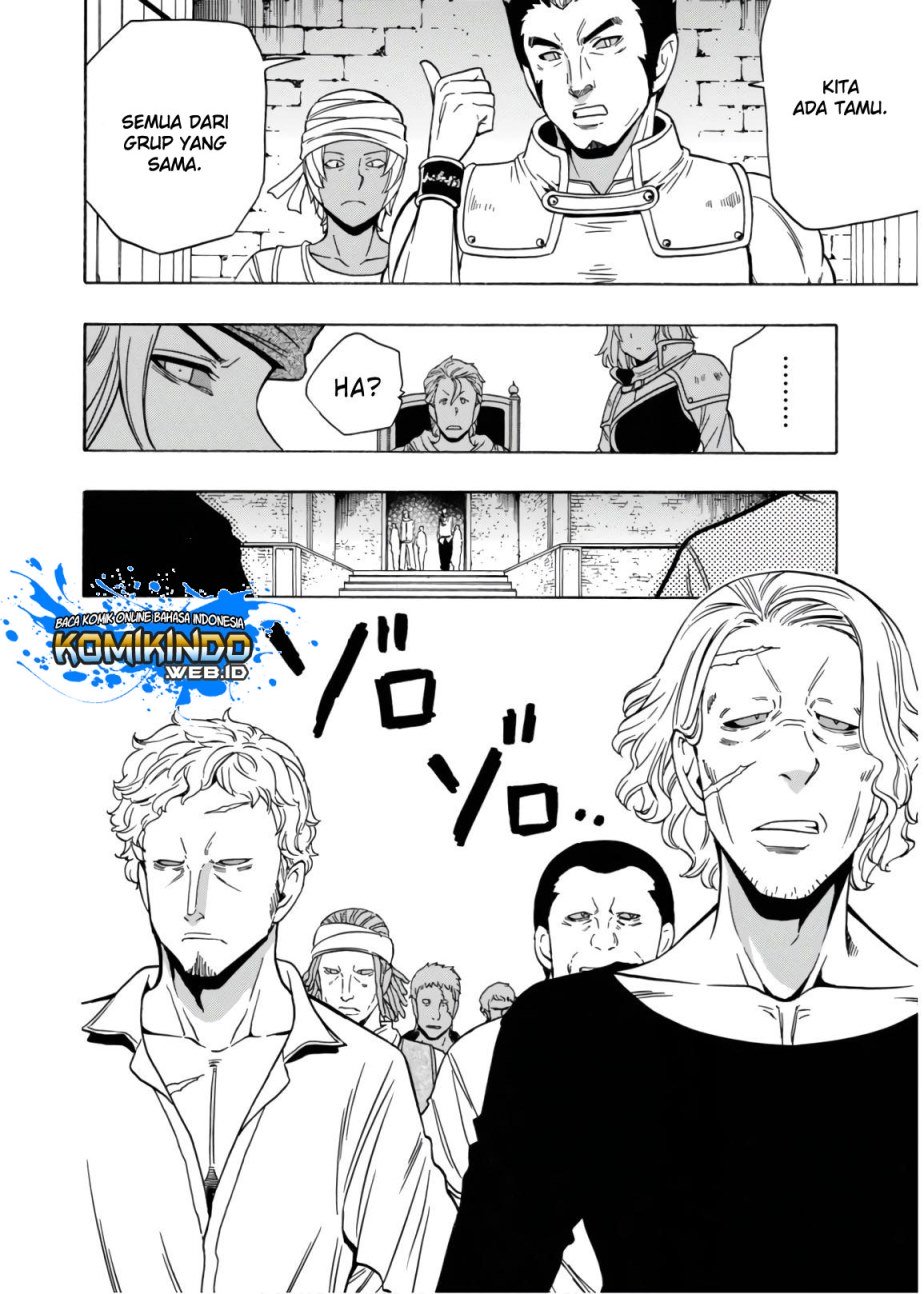 KITA
ADA TAMU.
SEMUA DARI
GRUP YANG
SAMA.
........
HA?
BACA KOMIK ONLINE BAHASA INDONESIA
KOMIKINDO
WEB.ID
ゾロ
ゾロ..